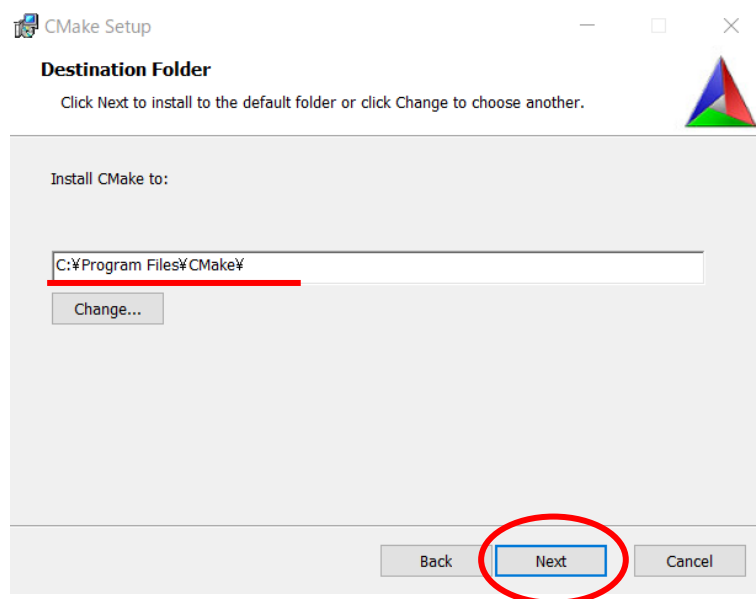 CMake Setup
Destination Folder
Click Next to install to the default folder or click Change to choose another.
Install CMake to:
C:¥Program Files¥CMake¥
Change...
Back Next Cancel